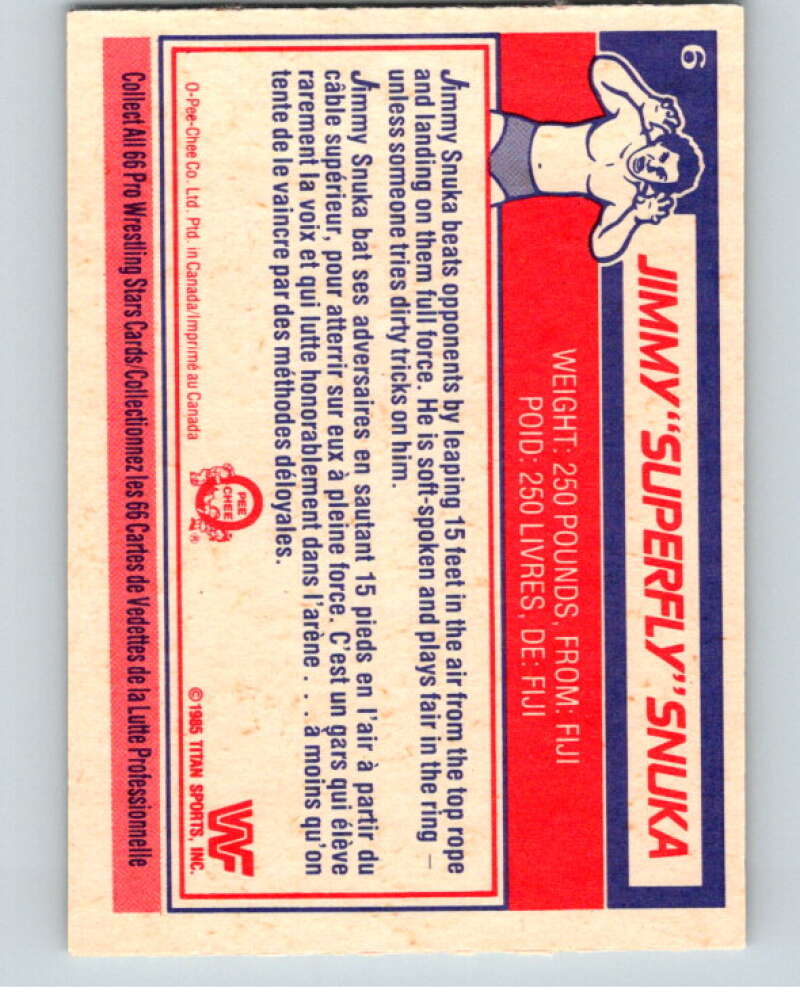 6
JIMMY "SUPERFLY" SNUKA
WEIGHT: 250 POUNDS, FROM: FIJI
POID: 250 LIVRES, DE: FIJI
Jimmy Snuka beats opponents by leaping 15 feet in the air from the top rope
and landing on them full force. He is soft-spoken and plays fair in the ring —
unless someone tries dirty tricks on him.
Jimmy Snuka bat ses adversaires en sautant 15 pieds en l'air à partir du
câble supérieur, pour atterrir sur eux à pleine force. C'est un gars qui élève
rarement la voix et qui lutte honorablement dans l'arène . . . à moins qu'on
tente de le vaincre par des méthodes déloyales.
O-Pee-Chee Co. Ltd. Ptd. in Canada/Imprimé au Canada
O
PEE
CHEE
®
©1985 TITAN SPORTS, INC.
WF
Collect All 66 Pro Wrestling Stars Cards/Collectionnez les 66 Cartes de Vedettes de la Lutte Professionnelle